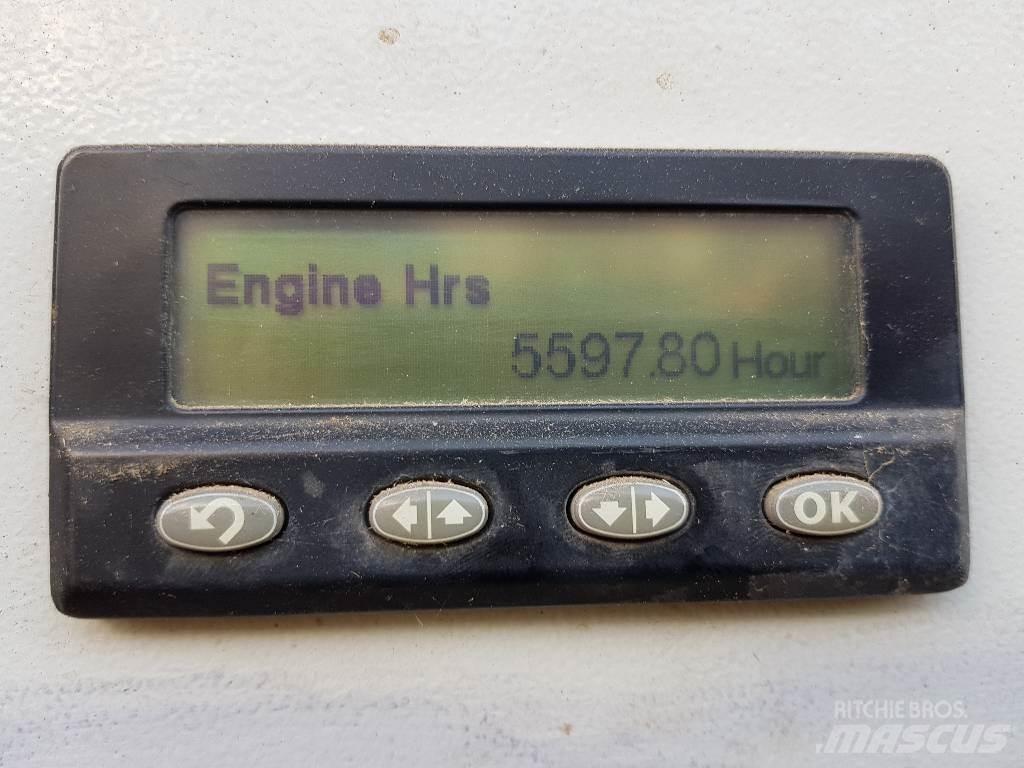 Engine Hrs
5597.80 Hour
OK
RITCHIE BROS.
MASCUS